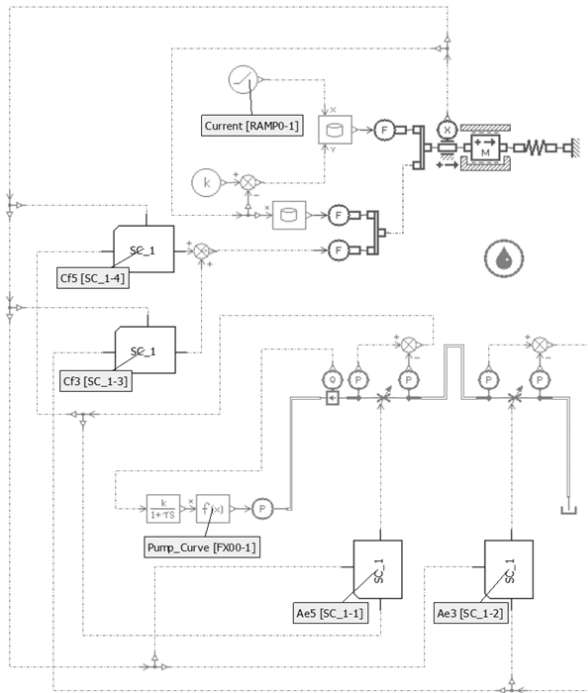 X
Current [RAMP0-1]
x
F
Y
X
M
k
+
−
x
F
F
SC_1
+
+
Cf5 [SC_1-4]
SC_1
Cf3 [SC_1-3]
+
−
+
−
Q
P
P
P
P
k
1+τS
x
f(x)
P
Pump_Curve [FX00-1]
SC_1
SC_1
Ae5 [SC_1-1]
Ae3 [SC_1-2]